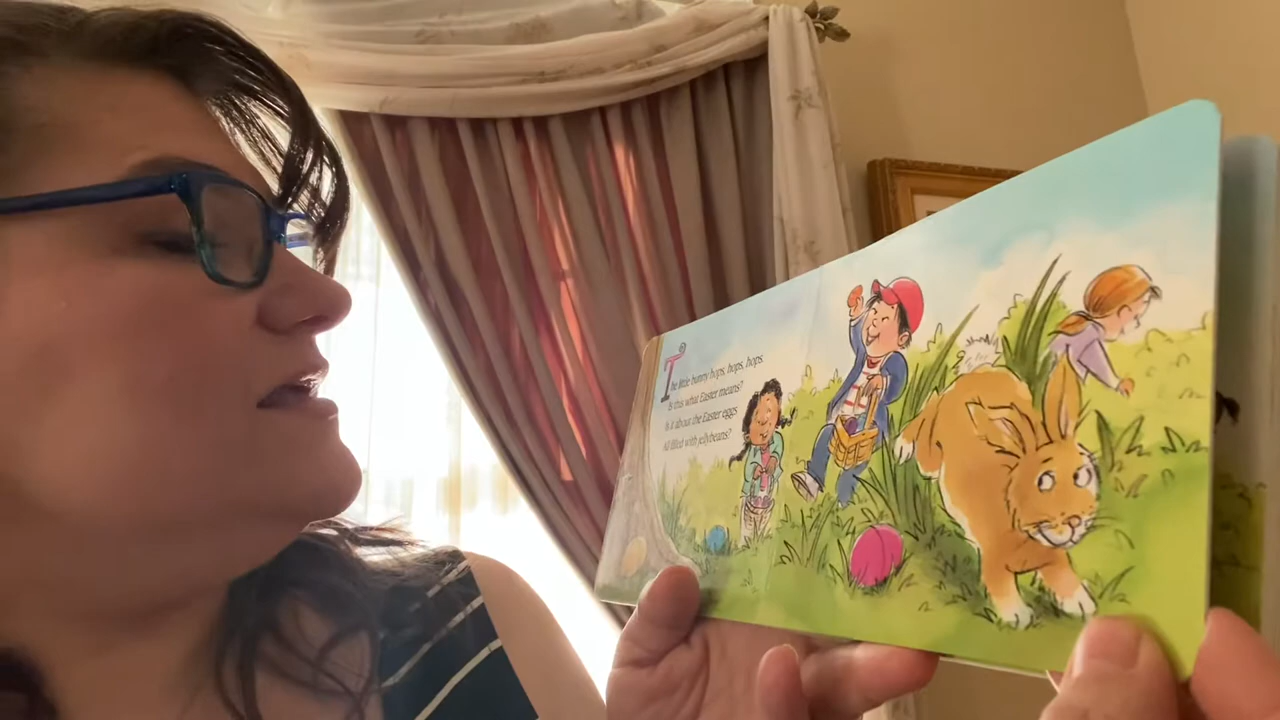 The little bunny hops, hops, hops.
Is this what Easter means?
Is it about the Easter eggs
All filled with jellybeans?